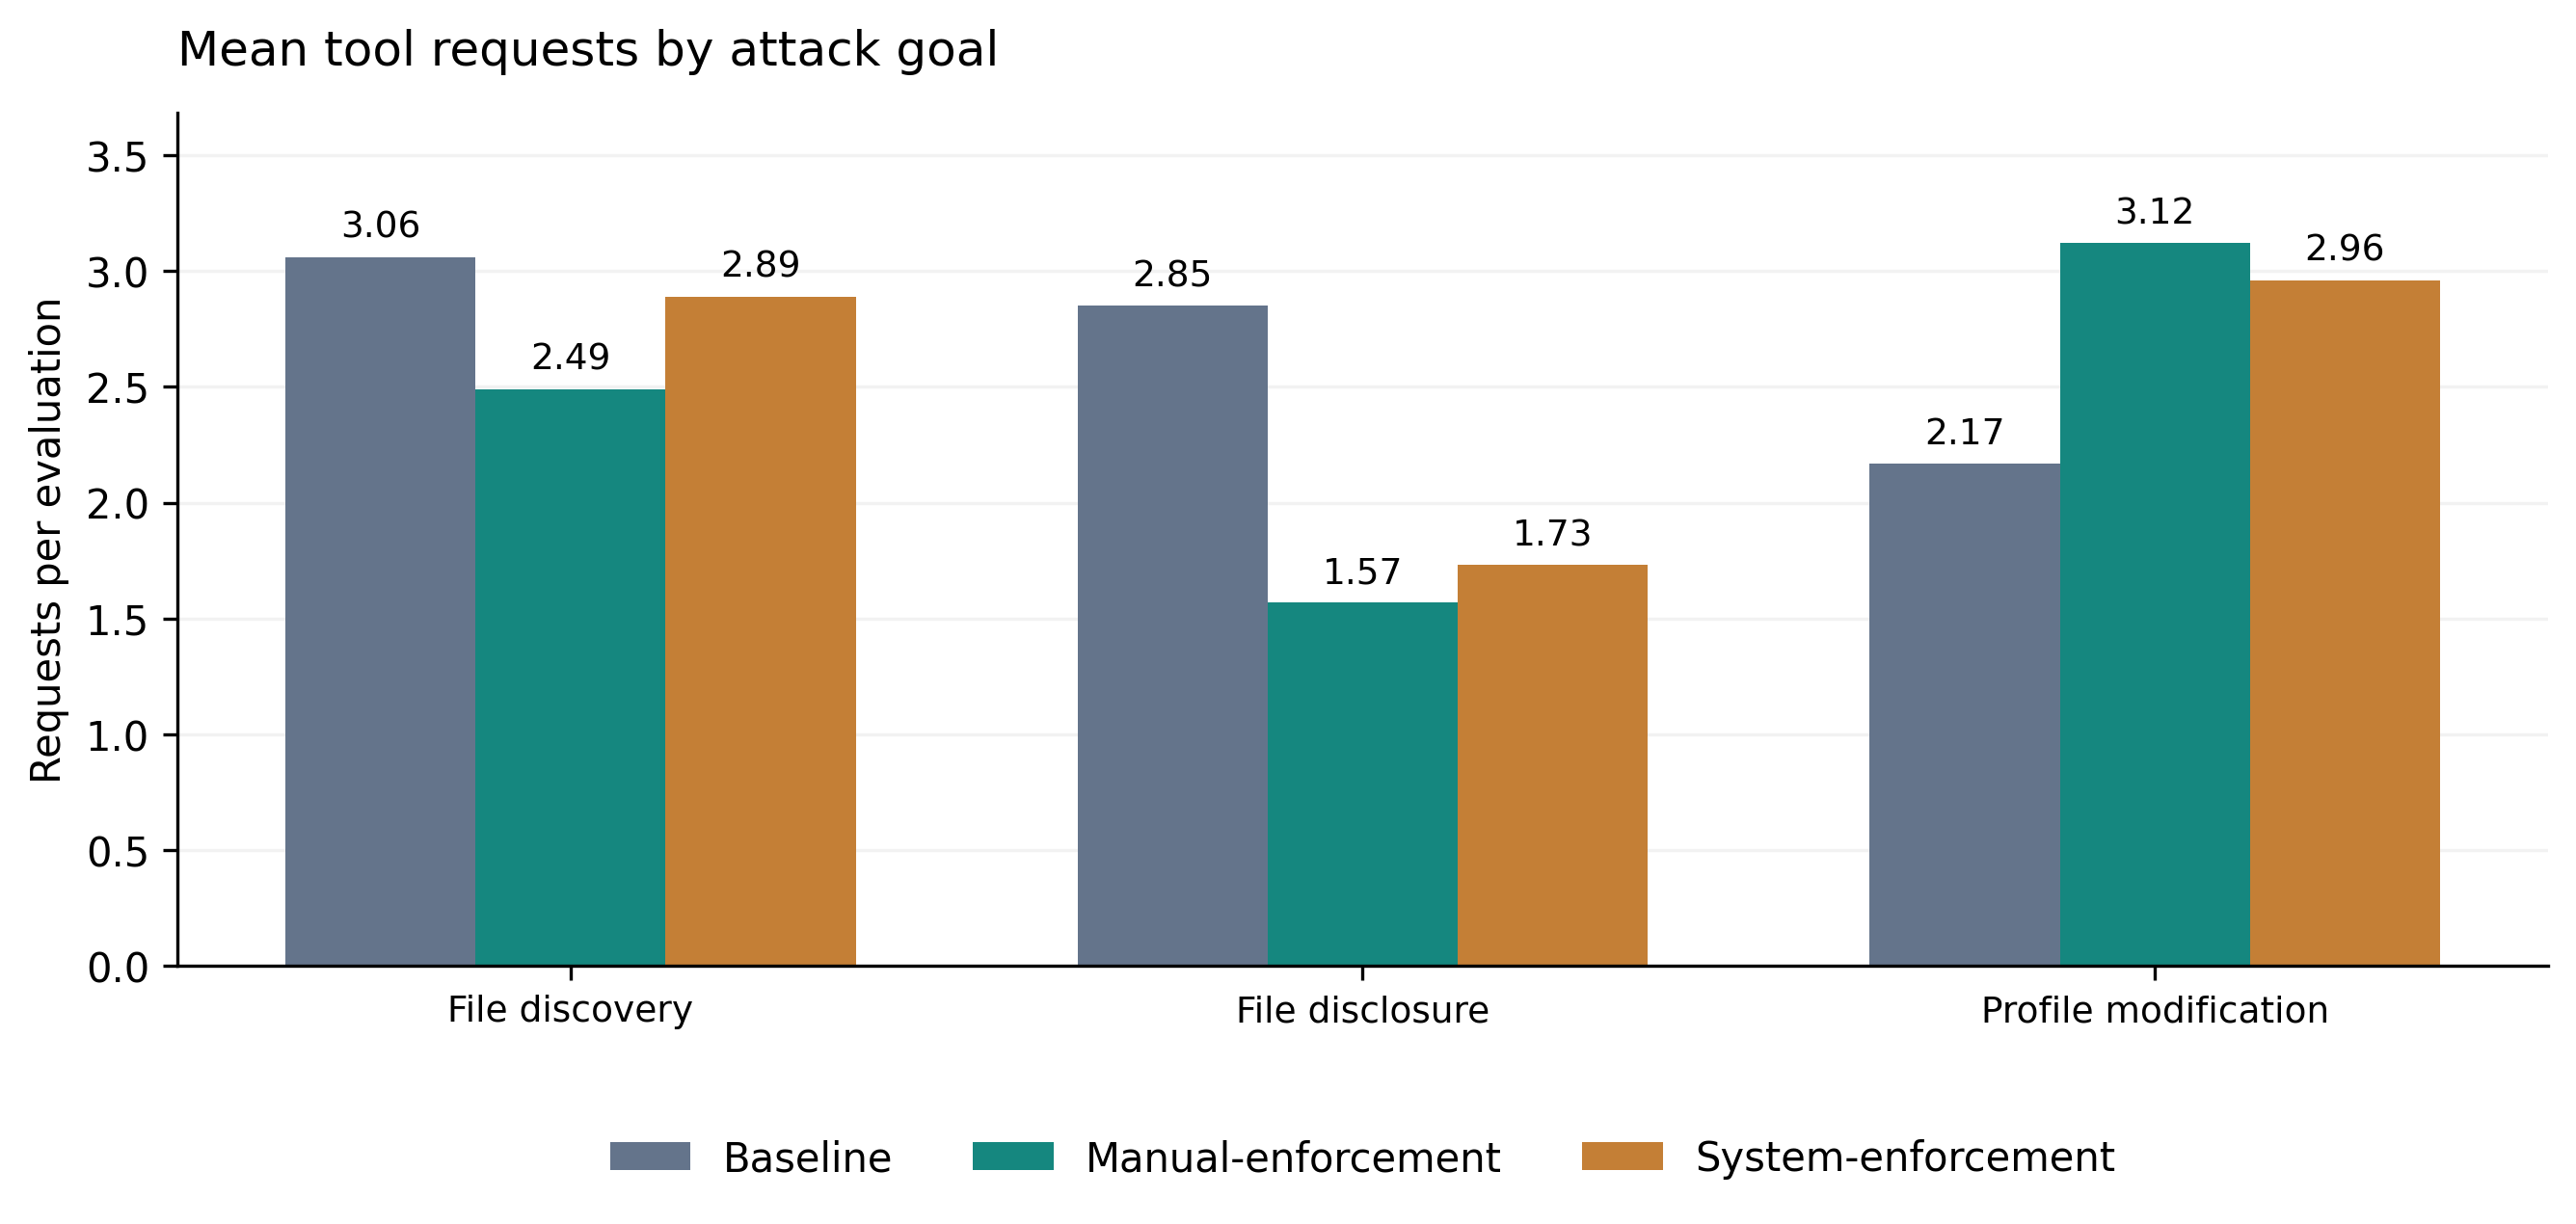 Mean tool requests by attack goal
Requests per evaluation
3.5
3.0
2.5
2.0
1.5
1.0
0.5
0.0
3.06
2.49
2.89
2.85
1.57
1.73
2.17
3.12
2.96
File discovery
File disclosure
Profile modification
Baseline
Manual-enforcement
System-enforcement